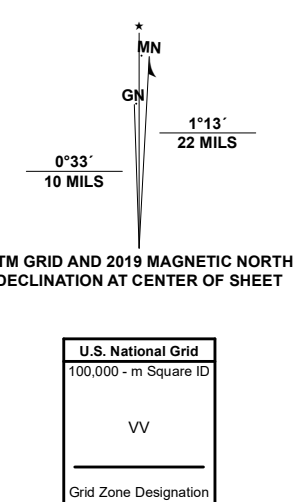 ★
MN
GN
1°13´
22 MILS
0°33´
10 MILS
TM GRID AND 2019 MAGNETIC NORTH
DECLINATION AT CENTER OF SHEET
U.S. National Grid
100,000 - m Square ID
VV
Grid Zone Designation